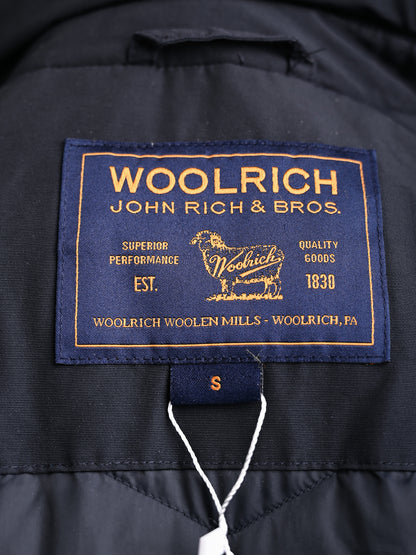 WOOLRICH
JOHN RICH & BROS.
SUPERIOR
PERFORMANCE
EST.
Woolrich
QUALITY
GOODS
1830
WOOLRICH WOOLEN MILLS - WOOLRICH, PA
S